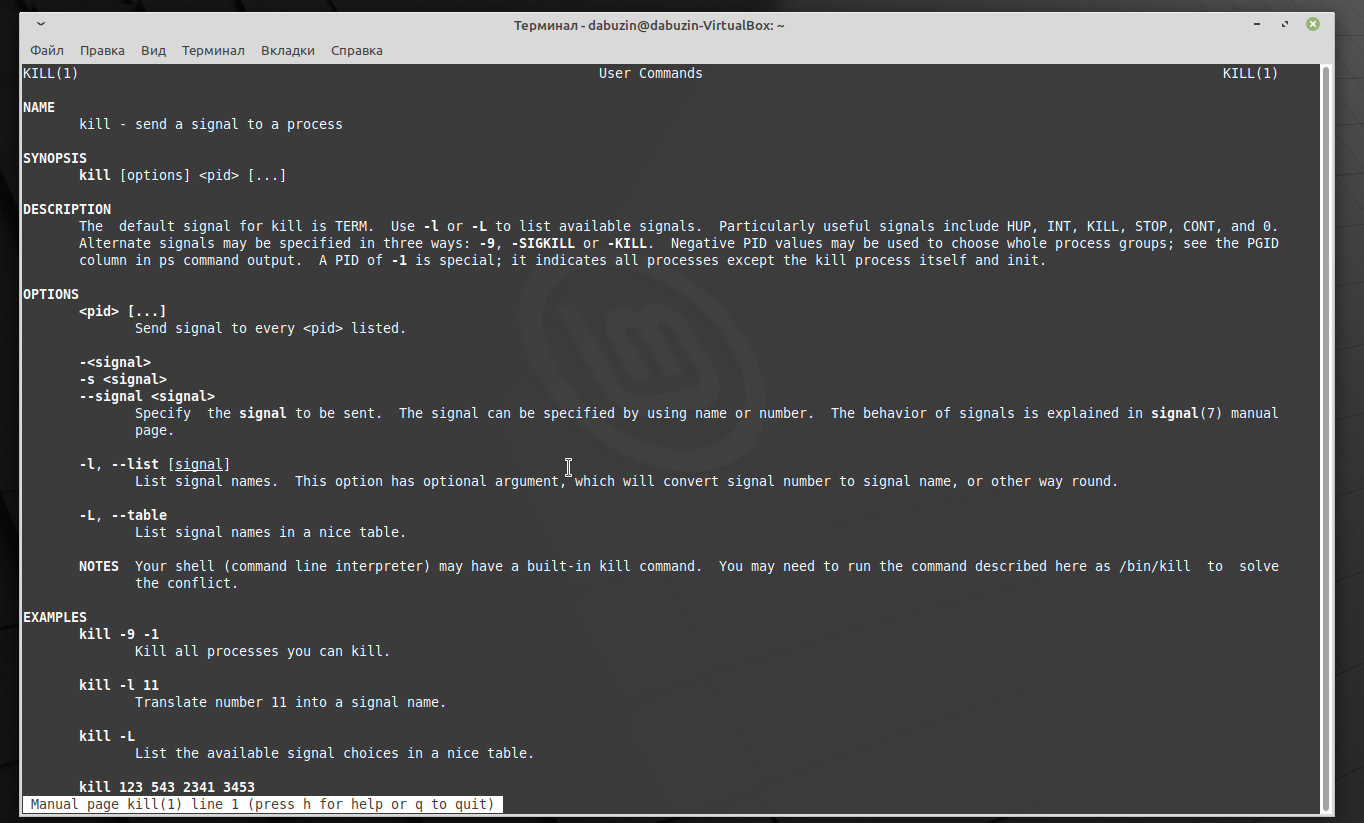 Терминал - dabuzin@dabuzin-VirtualBox: ~
Файл Правка Вид Терминал Вкладки Справка
KILL(1) User Commands KILL(1)
NAME
kill - send a signal to a process
SYNOPSIS
kill [options] <pid> [...]
DESCRIPTION
The default signal for kill is TERM. Use -l or -L to list available signals. Particularly useful signals include HUP, INT, KILL, STOP, CONT, and 0.
Alternate signals may be specified in three ways: -9, -SIGKILL or -KILL. Negative PID values may be used to choose whole process groups; see the PGID
column in ps command output. A PID of -1 is special; it indicates all processes except the kill process itself and init.
OPTIONS
<pid> [...]
Send signal to every <pid> listed.
-<signal>
-s <signal>
--signal <signal>
Specify the signal to be sent. The signal can be specified by using name or number. The behavior of signals is explained in signal(7) manual
page.
-l, --list [signal]
List signal names. This option has optional argument, which will convert signal number to signal name, or other way round.
-L, --table
List signal names in a nice table.
NOTES Your shell (command line interpreter) may have a built-in kill command. You may need to run the command described here as /bin/kill to solve
the conflict.
EXAMPLES
kill -9 -1
Kill all processes you can kill.
kill -l 11
Translate number 11 into a signal name.
kill -L
List the available signal choices in a nice table.
kill 123 543 2341 3453
Manual page kill(1) line 1 (press h for help or q to quit)